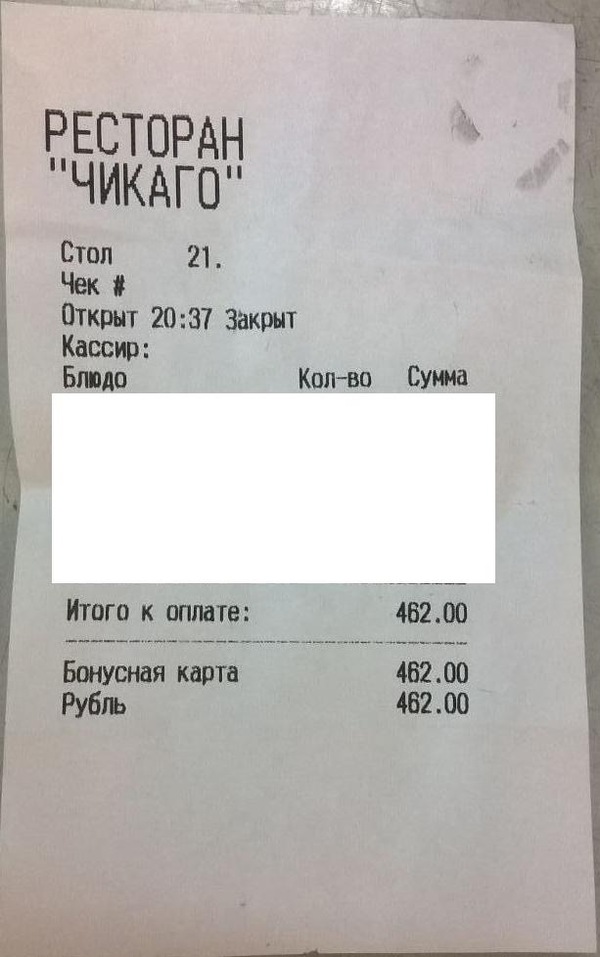 РЕСТОРАН
"ЧИКАГО"
Стол 21.
Чек #
Открыт 20:37 Закрыт
Кассир:
Блюдо Кол-во Сумма
Итого к оплате: 462.00
Бонусная карта 462.00
Рубль 462.00